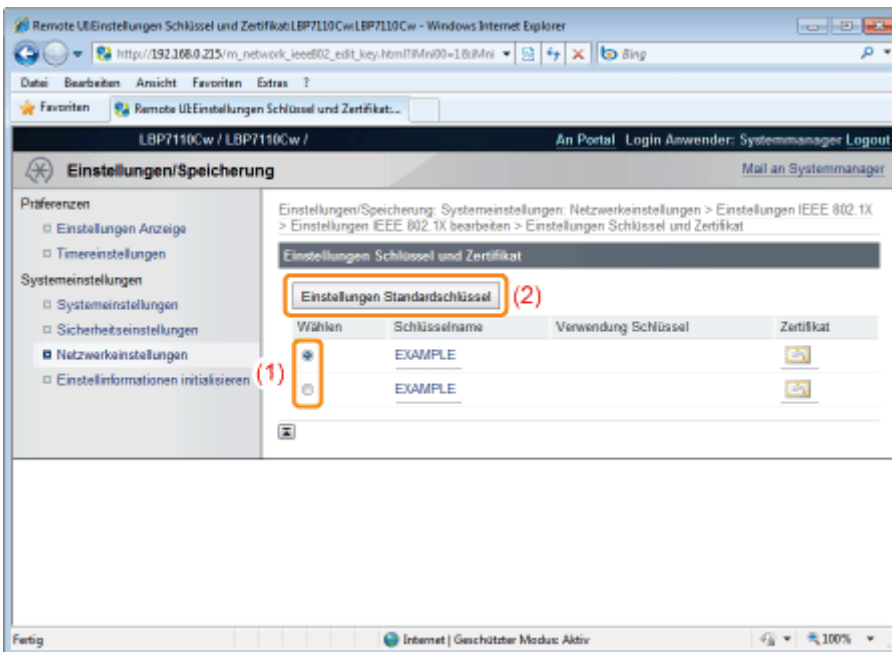 Remote UI:Einstellungen Schlüssel und Zertifikat:LBP7110Cw:LBP7110Cw - Windows Internet Explorer
http://192.168.0.215/m_network_ieee802_edit_key.html?iMni00=1&iMni
Bing
Datei Bearbeiten Ansicht Favoriten Extras ?
Favoriten Remote UI:Einstellungen Schlüssel und Zertifikat:...
LBP7110Cw / LBP7110Cw / An Portal Login Anwender: Systemmanager Logout
Einstellungen/Speicherung Mail an Systemmanager
Präferenzen
Einstellungen Anzeige
Timereinstellungen
Systemeinstellungen
Systemeinstellungen
Sicherheitseinstellungen
Netzwerkeinstellungen
Einstellinformationen initialisieren
Einstellungen/Speicherung: Systemeinstellungen: Netzwerkeinstellungen > Einstellungen IEEE 802.1X
> Einstellungen IEEE 802.1X bearbeiten > Einstellungen Schlüssel und Zertifikat
Einstellungen Schlüssel und Zertifikat
Einstellungen Standardschlüssel (2)
Wählen Schlüsselname Verwendung Schlüssel Zertifikat
(1)
EXAMPLE
EXAMPLE
Fertig Internet | Geschützter Modus: Aktiv 100%